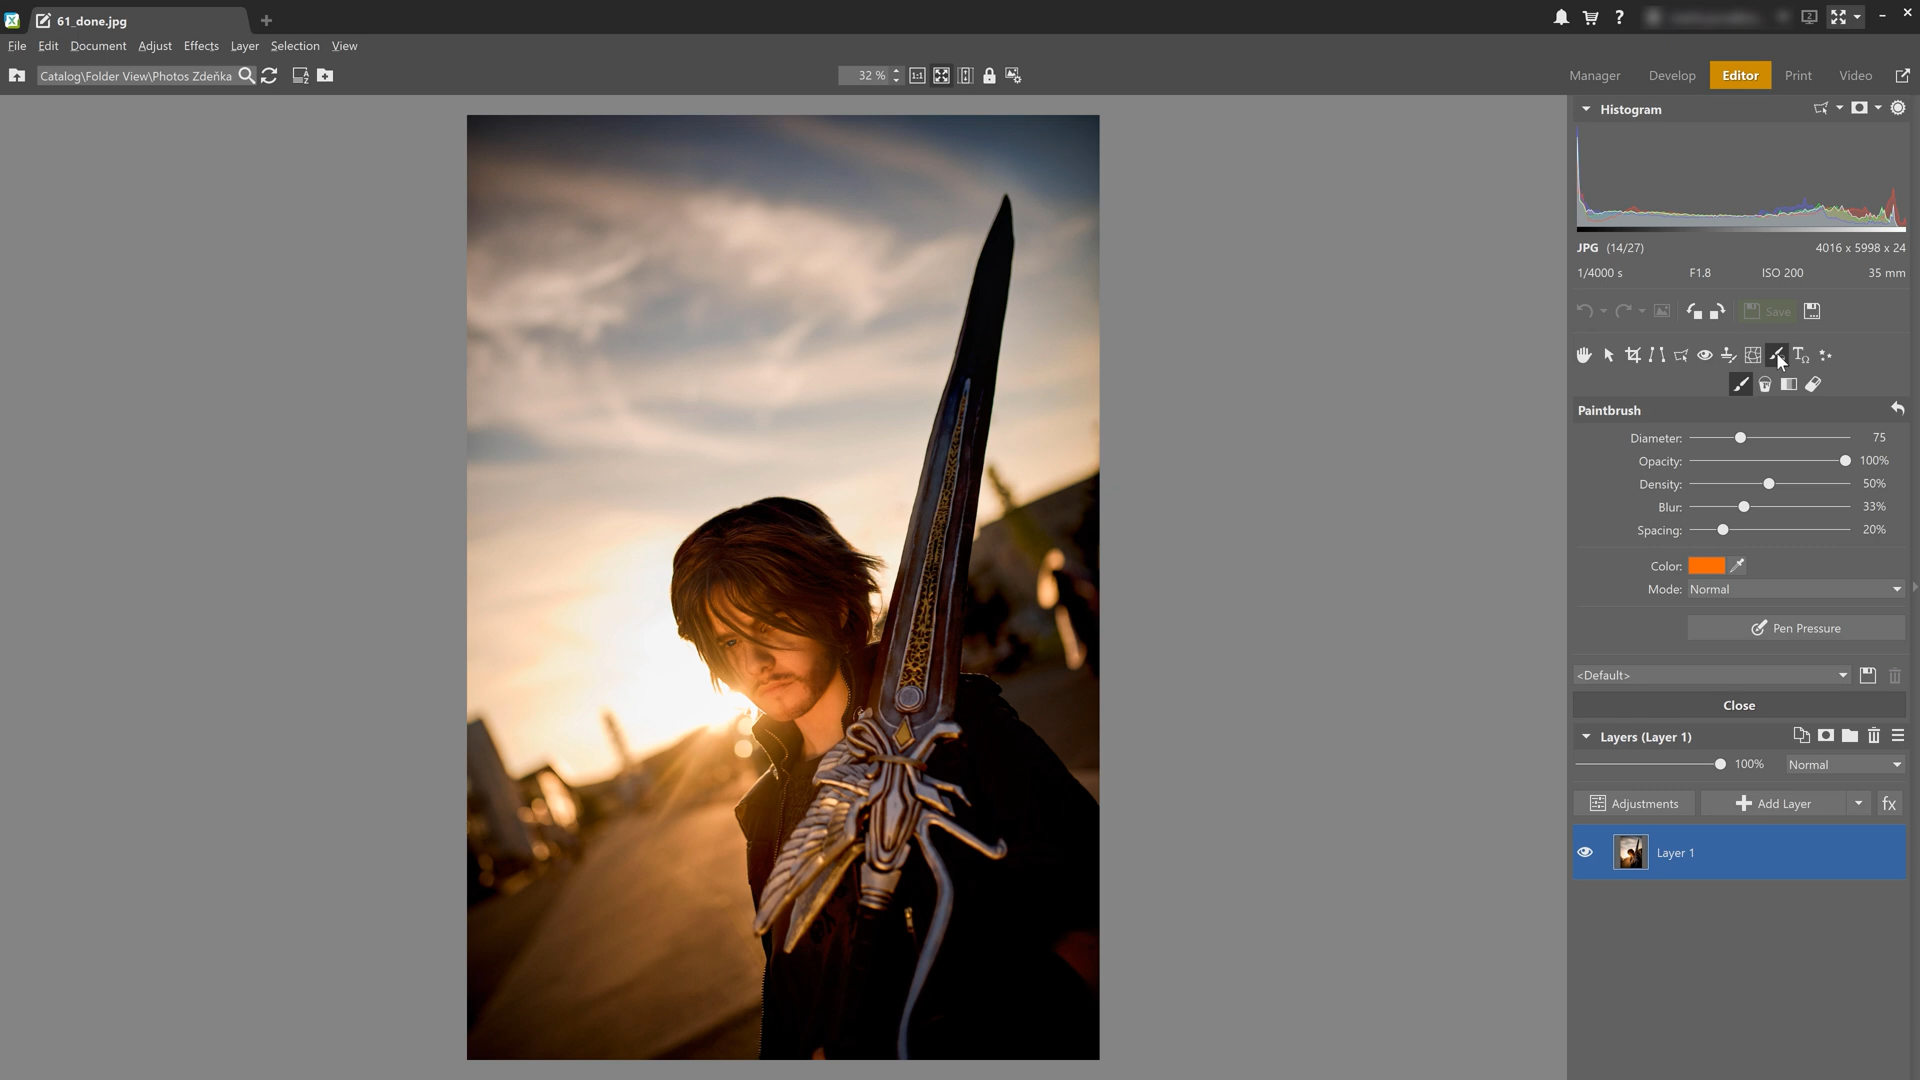 61_done.jpg
File Edit Document Adjust Effects Layer Selection View
Catalog\Folder View\Photos Zdeňka
32 %
1:1
Manager Develop Editor Print Video
Histogram
JPG (14/27) 4016 x 5998 x 24
1/4000 s F1.8 ISO 200 35 mm
Save
Paintbrush
Diameter: 75
Opacity: 100%
Density: 50%
Blur: 33%
Spacing: 20%
Color:
Mode: Normal
Pen Pressure
<Default>
Close
Layers (Layer 1)
100% Normal
Adjustments Add Layer fx
Layer 1